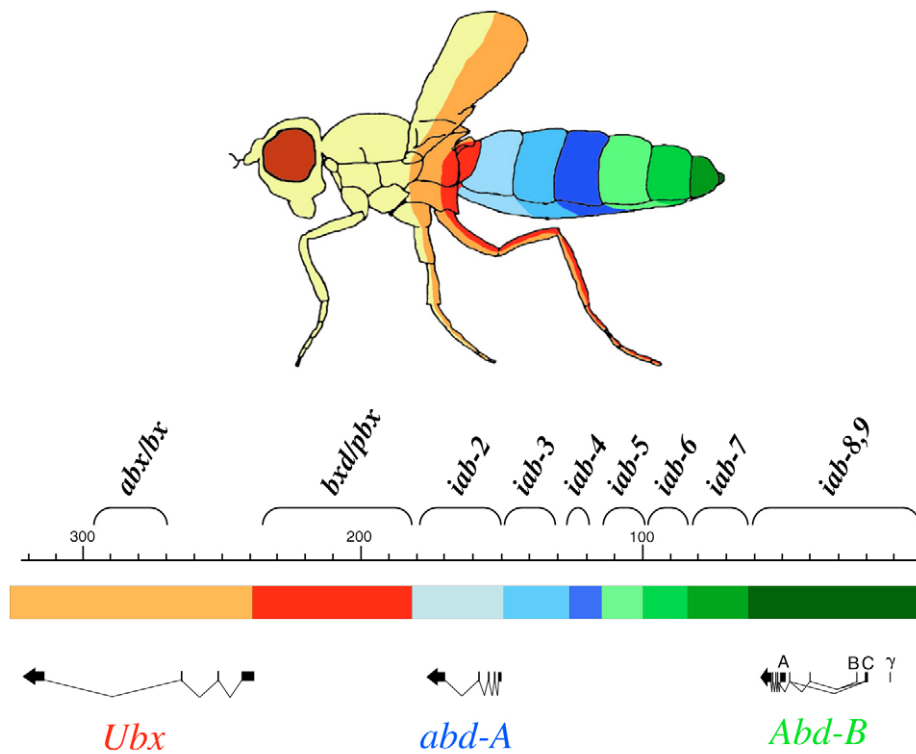 abx/bx bxd/pbx iab-2 iab-3 iab-4 iab-5 iab-6 iab-7 iab-8,9
300 200 100
A B C γ
Ubx abd-A Abd-B